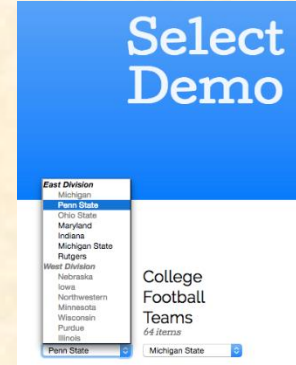 Select
Demo
East Division
Michigan
Penn State
Ohio State
Maryland
Indiana
Michigan State
Rutgers
West Division
Nebraska
Iowa
Northwestern
Minnesota
Wisconsin
Purdue
Illinois
Penn State
College
Football
Teams
64 items
Michigan State